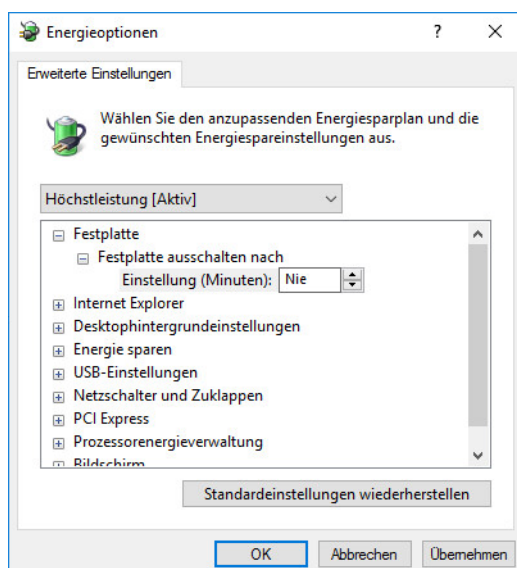 Energieoptionen
Erweiterte Einstellungen
Wählen Sie den anzupassenden Energiesparplan und die
gewünschten Energiespareinstellungen aus.
Höchstleistung [Aktiv]
Festplatte
Festplatte ausschalten nach
Einstellung (Minuten): Nie
Internet Explorer
Desktophintergrundeinstellungen
Energie sparen
USB-Einstellungen
Netzschalter und Zuklappen
PCI Express
Prozessorenergieverwaltung
Bildschirm
Standardeinstellungen wiederherstellen
OK Abbrechen Übernehmen